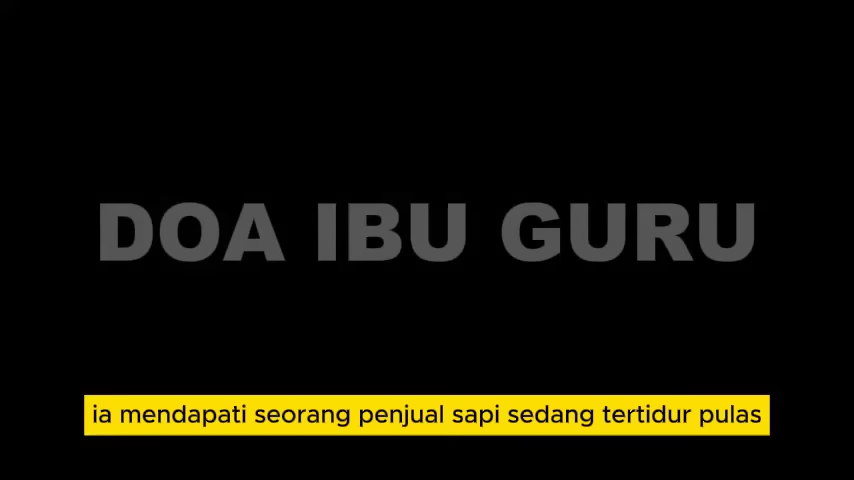 DOA IBU GURU
ia mendapati seorang penjual sapi sedang tertidur pulas